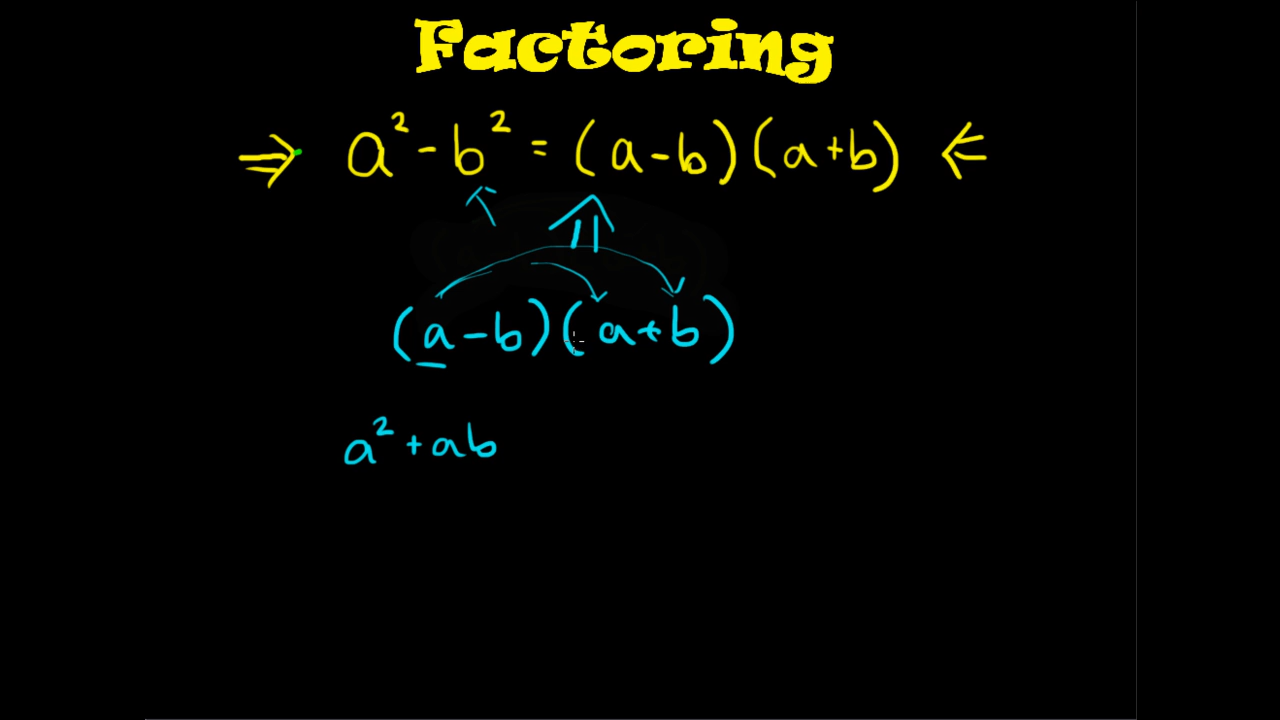 Factoring
⇒ a² - b² = (a-b)(a+b) ⇐
(a-b)(a+b)
a² + ab